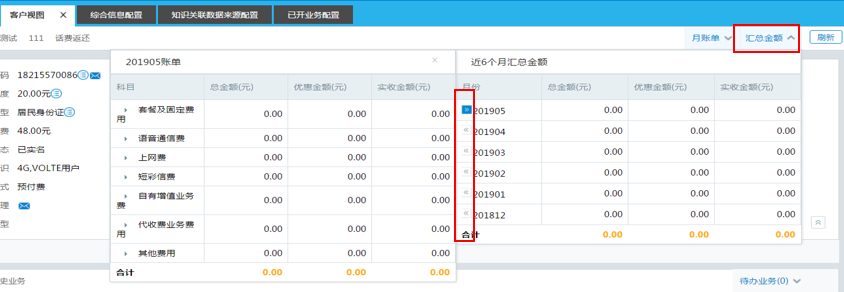 客户视图 × 综合信息配置 知识关联数据来源配置 已开业务配置
测试 111 话费返还 月账单 汇总金额 刷新
码 18215570086
度 20.00元
型 居民身份证
费 48.00元
态 已实名
识 4G,VOLTE用户
式 预付费
理
型
201905账单 ×
科目 总金额(元) 优惠金额(元) 实收金额(元)
套餐及固定费
用 0.00 0.00 0.00
语音通信费 0.00 0.00 0.00
上网费 0.00 0.00 0.00
短彩信费 0.00 0.00 0.00
自有增值业务
费 0.00 0.00 0.00
代收费业务费
用 0.00 0.00 0.00
其他费用 0.00 0.00 0.00
合计 0.00 0.00 0.00
近6个月汇总金额
月份 总金额(元) 优惠金额(元) 实收金额(元)
201905 0.00 0.00 0.00
201904 0.00 0.00 0.00
201903 0.00 0.00 0.00
201902 0.00 0.00 0.00
201901 0.00 0.00 0.00
201812 0.00 0.00 0.00
合计 0.00 0.00 0.00
史业务 待办业务(0)